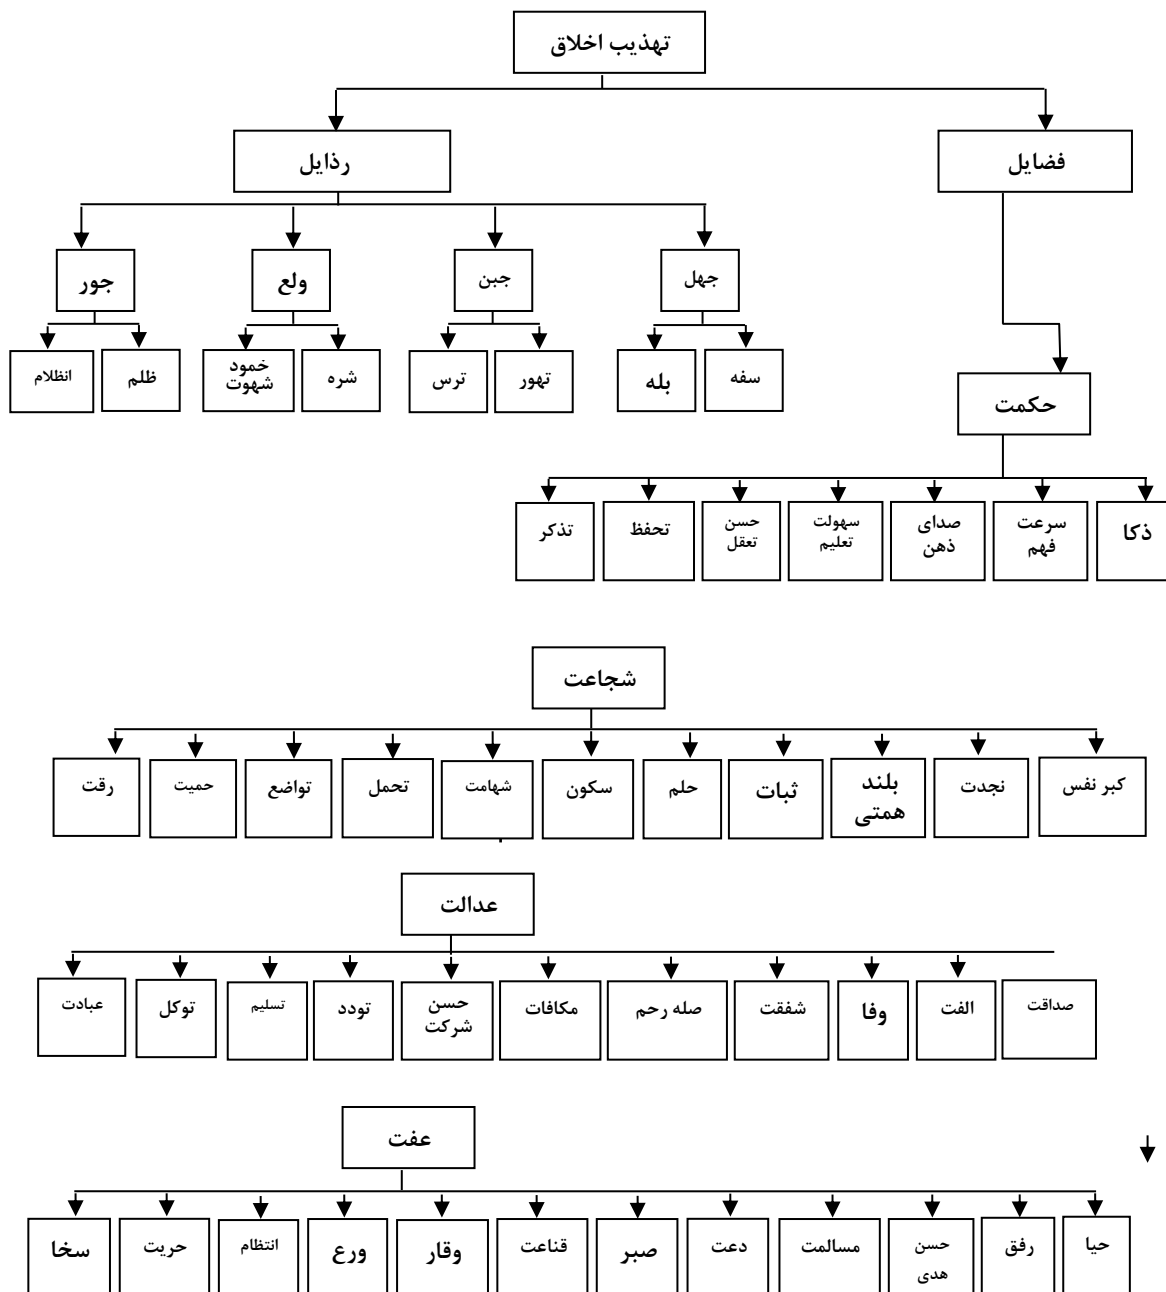 تهذیب اخلاق
فضایل
رذایل
جهل
جبن
ولع
جور
سفه
بله
تهور
ترس
شره
خمود
شهوت
ظلم
انظلام
حکمت
ذکا
سرعت
فهم
صدای
ذهن
سهولت
تعلیم
حسن
تعقل
تحفظ
تذکر
شجاعت
کبر نفس
نجدت
بلند
همتی
ثبات
حلم
سکون
شهامت
تحمل
تواضع
حمیت
رقت
عدالت
صداقت
الفت
وفا
شفقت
صله رحم
مکافات
حسن
شرکت
تودد
تسلیم
توکل
عبادت
عفت
حیا
رفق
حسن
هدی
مسالمت
دعت
صبر
قناعت
وقار
ورع
انتظام
حریت
سخا